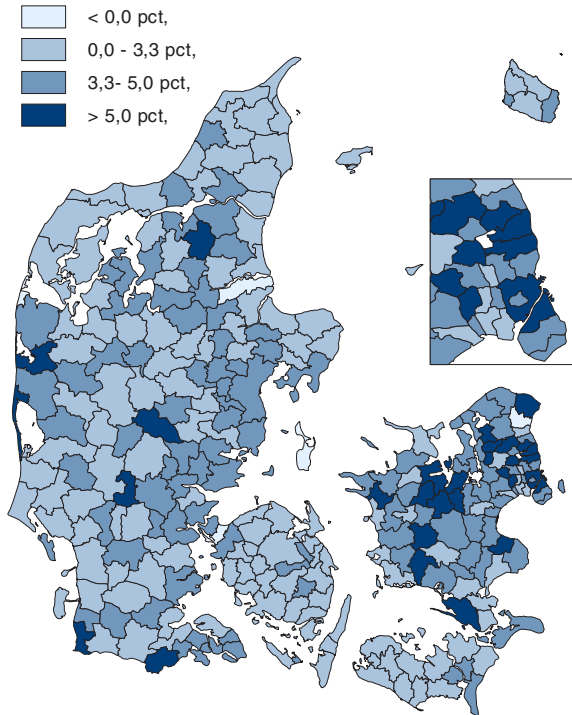 < 0,0 pct,
0,0 - 3,3 pct,
3,3- 5,0 pct,
> 5,0 pct,